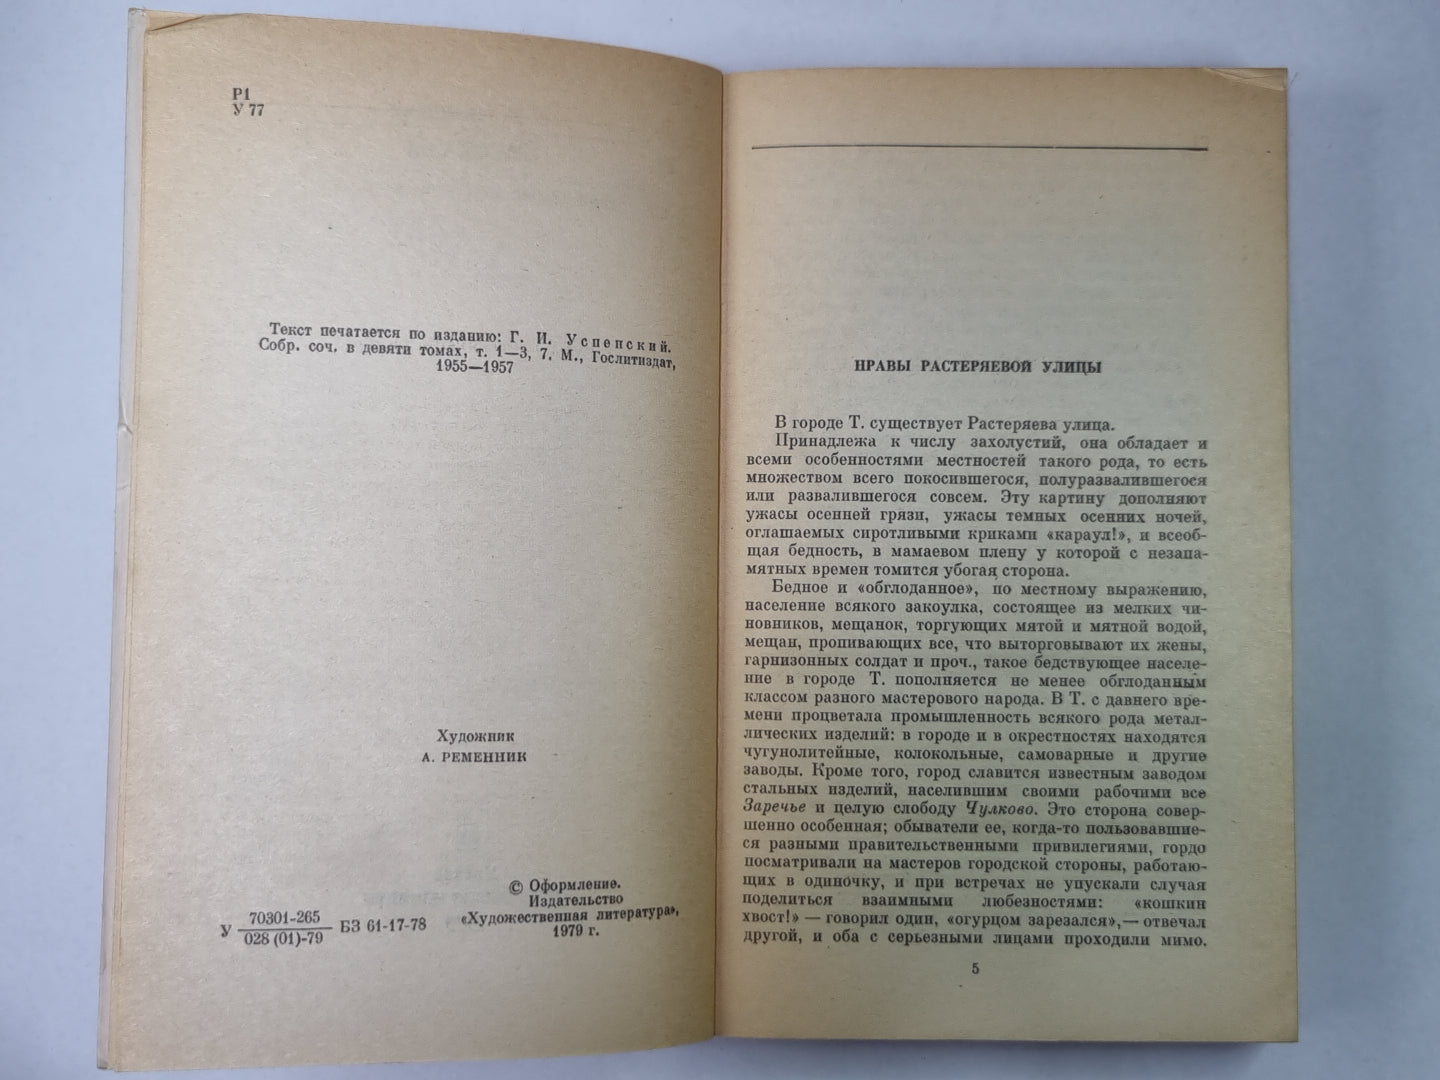 Р1
У 77
Текст печатается по изданию: Г. И. Успенский.
Собр. соч. в девяти томах, т. 1—3, 7. М., Гослитиздат,
1955—1957
Художник
А. РЕМЕННИК
У 70301-265
028 (01)-79 БЗ 61-17-78
© Оформление.
Издательство
«Художественная литература»,
1979 г.
НРАВЫ РАСТЕРЯЕВОЙ УЛИЦЫ
В городе Т. существует Растеряева улица.
Принадлежа к числу захолустий, она обладает и
всеми особенностями местностей такого рода, то есть
множеством всего покосившегося, полуразвалившегося
или развалившегося совсем. Эту картину дополняют
ужасы осенней грязи, ужасы темных осенних ночей,
оглашаемых сиротливыми криками «караул!», и всеоб-
щая бедность, в мамаевом плену у которой с незапа-
мятных времен томится убогая сторона.
Бедное и «обглоданное», по местному выражению,
население всякого закоулка, состоящее из мелких чи-
новников, мещанок, торгующих мятой и мятной водой,
мещан, пропивающих все, что выторговывают их жены,
гарнизонных солдат и проч., такое бедствующее населе-
ние в городе Т. пополняется не менее обглоданным
классом разного мастерового народа. В Т. с давнего вре-
мени процветала промышленность всякого рода метал-
лических изделий: в городе и в окрестностях находятся
чугунолитейные, колокольные, самоварные и другие
заводы. Кроме того, город славится известным заводом
стальных изделий, населившим своими рабочими все
Заречье и целую слободу Чулково. Это сторона совер-
шенно особенная; обыватели ее, когда-то пользовавшие-
ся разными правительственными привилегиями, гордо
посматривали на мастеров городской стороны, работаю-
щих в одиночку, и при встречах не упускали случая
поделиться взаимными любезностями: «кошкин
хвост!» — говорил один, «огурцом зарезался»,— отвечал
другой, и оба с серьезными лицами проходили мимо.
5